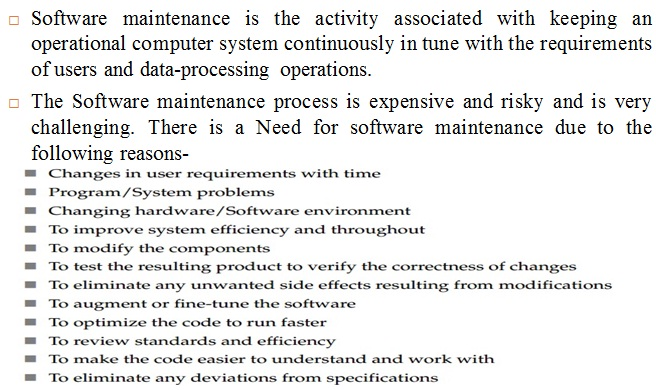 Software maintenance is the activity associated with keeping an
operational computer system continuously in tune with the requirements
of users and data-processing operations.
The Software maintenance process is expensive and risky and is very
challenging. There is a Need for software maintenance due to the
following reasons-
Changes in user requirements with time
Program/System problems
Changing hardware/Software environment
To improve system efficiency and throughout
To modify the components
To test the resulting product to verify the correctness of changes
To eliminate any unwanted side effects resulting from modifications
To augment or fine-tune the software
To optimize the code to run faster
To review standards and efficiency
To make the code easier to understand and work with
To eliminate any deviations from specifications